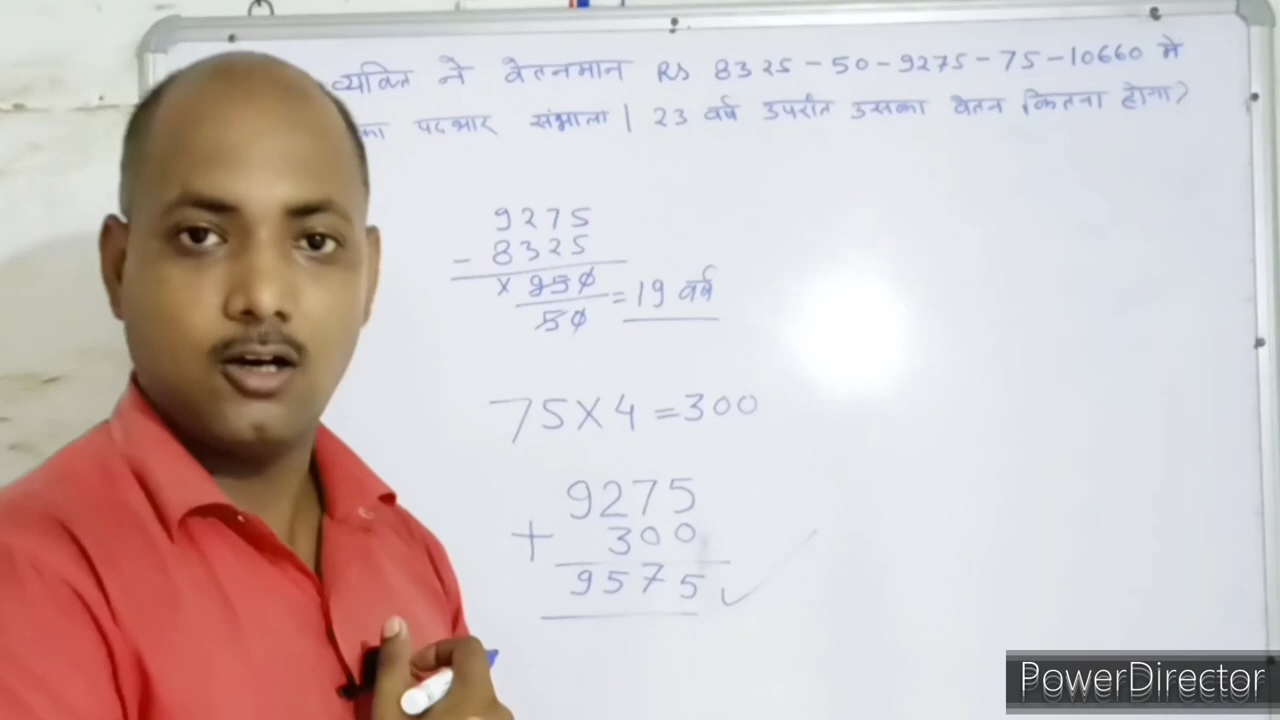 व्यक्ति ने वेतनमान RS 8325-50-9275-75-10660 मे
का पदभार संभाला | 23 वर्ष उपरांत उसका वेतन कितना होगा?
9275
- 8325
× 950
50
= 19 वर्ष
75×4=300
9275
+ 300
9575 ✓
PowerDirector